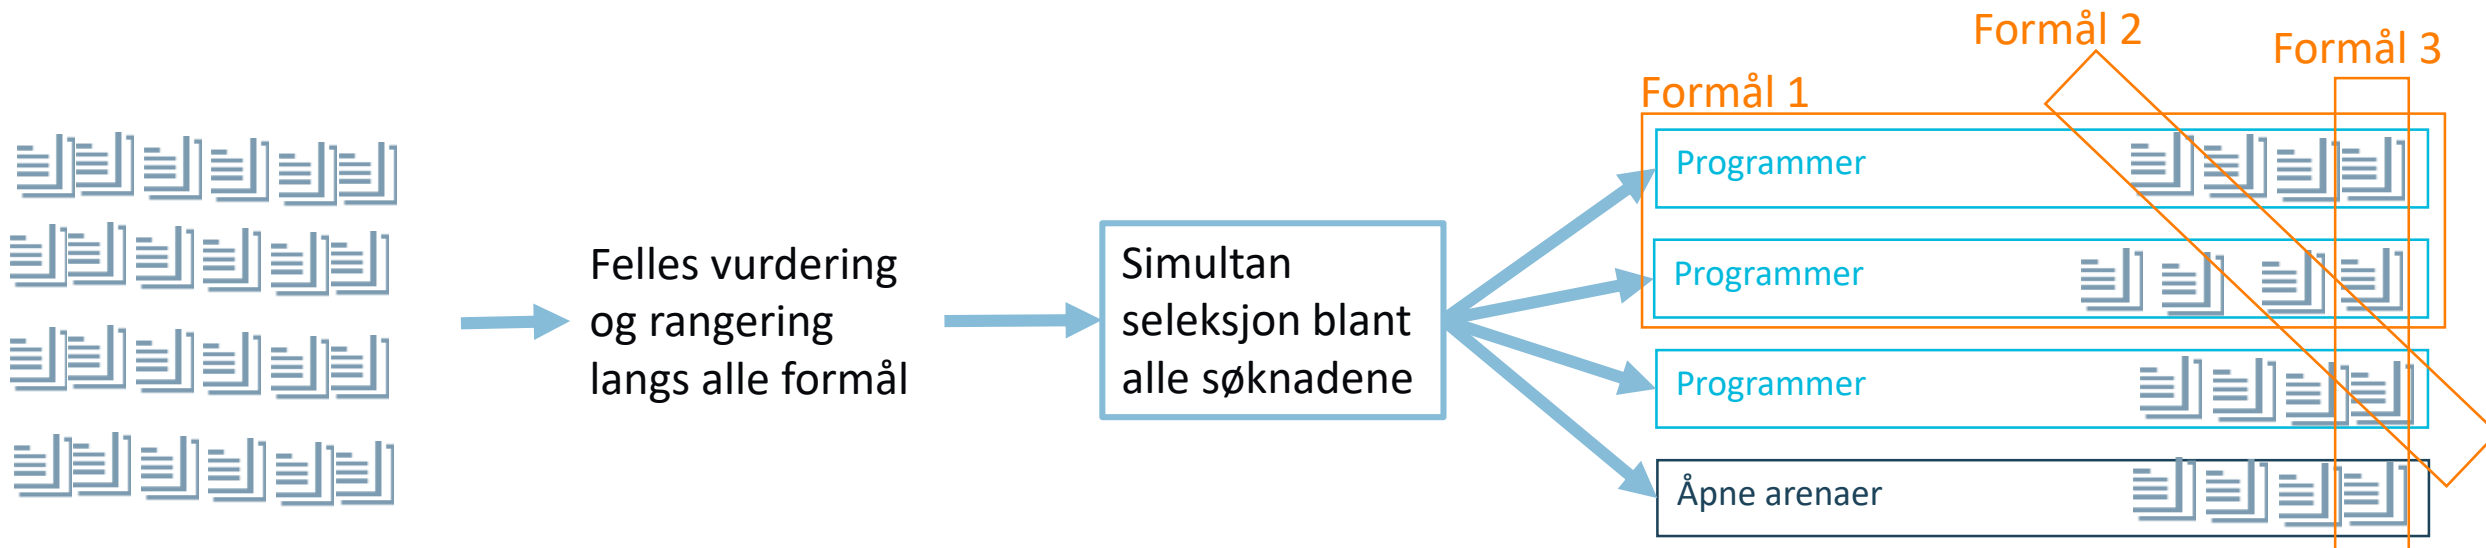 Felles vurdering
og rangering
langs alle formål
Simultan
seleksjon blant
alle søknadene
Formål 1
Formål 2
Formål 3
Programmer
Programmer
Programmer
Åpne arenaer